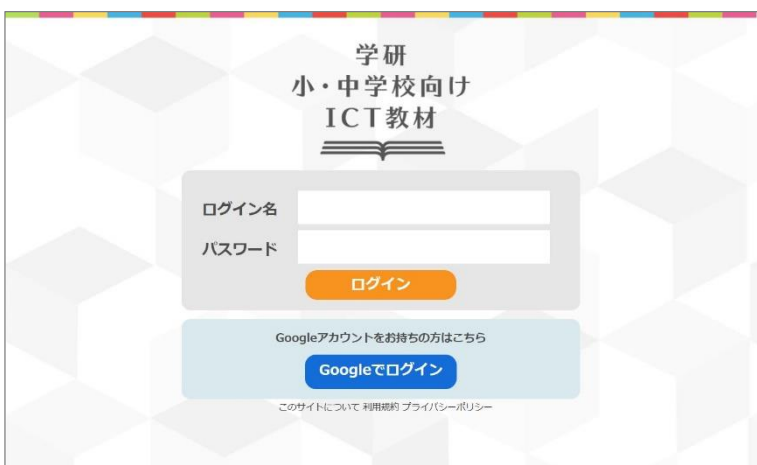 学研
小・中学校向け
ICT教材
ログイン名
パスワード
ログイン
Googleアカウントをお持ちの方はこちら
Googleでログイン
このサイトについて 利用規約 プライバシーポリシー